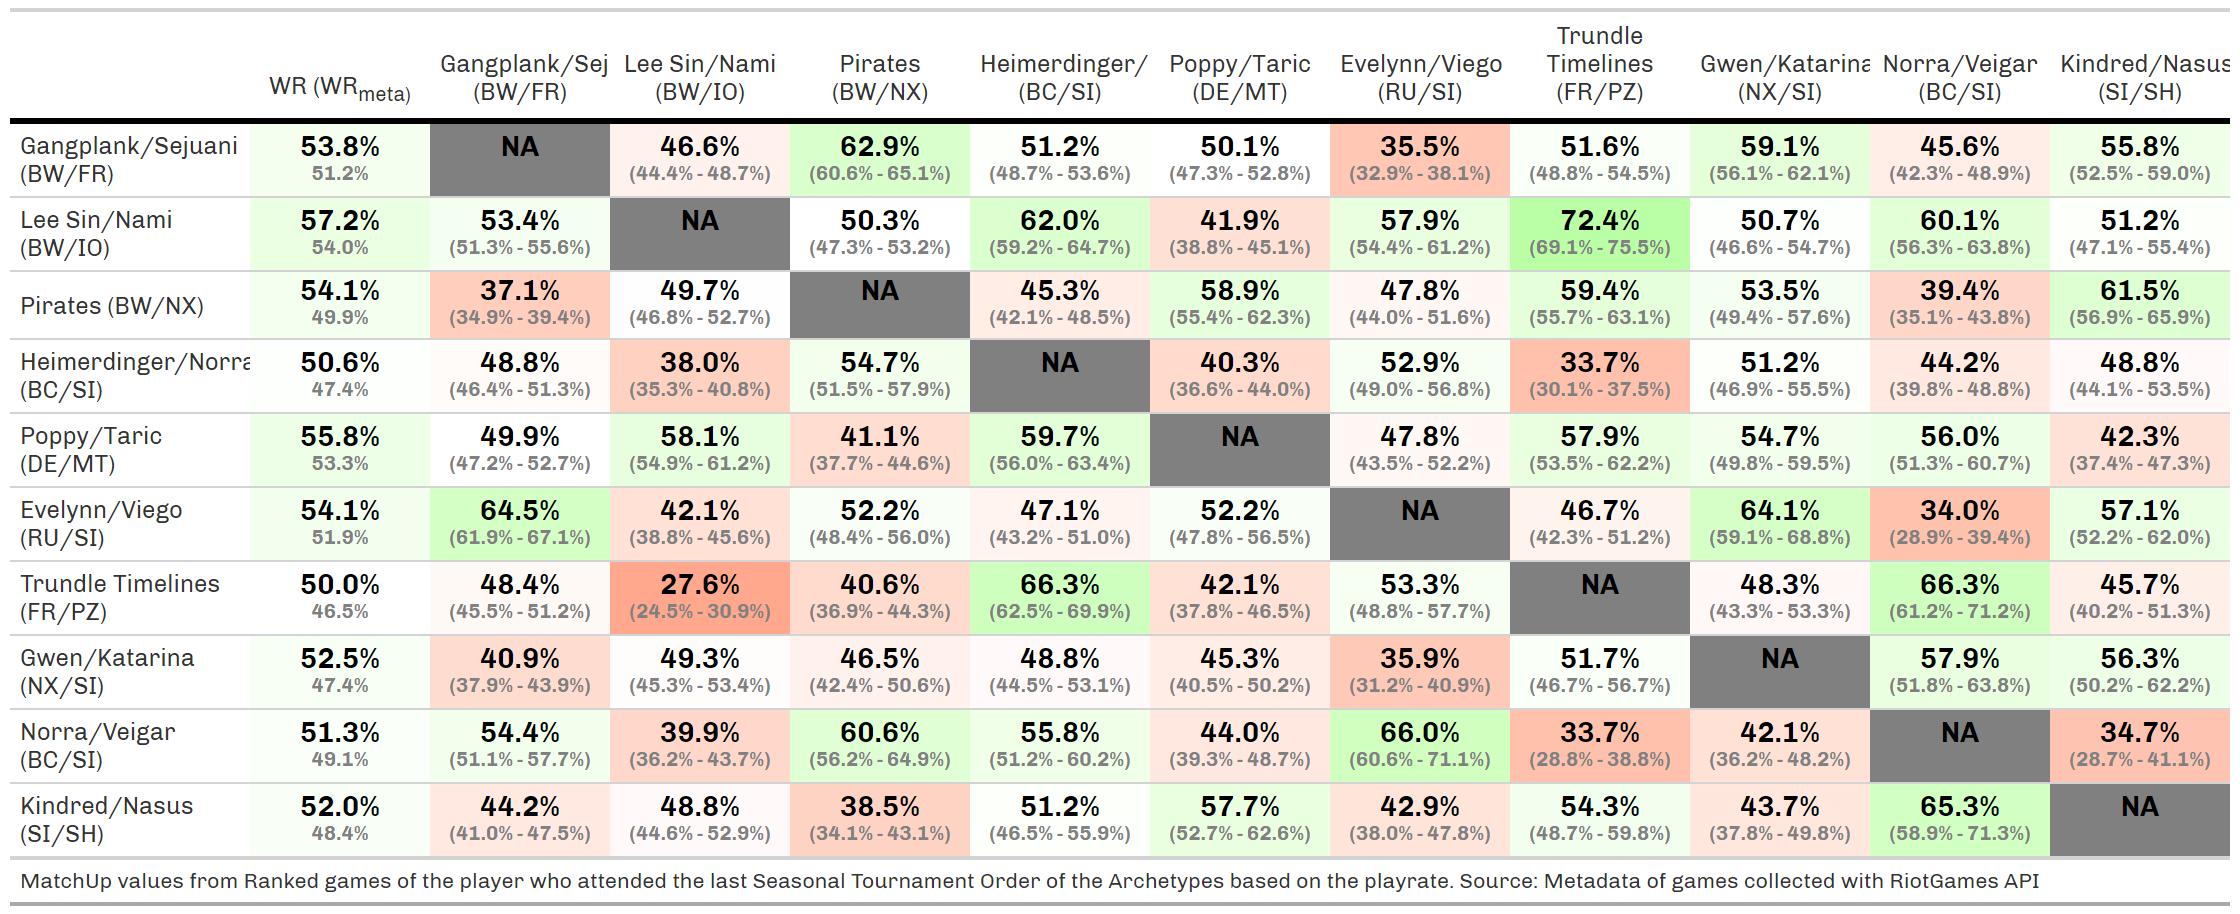 Trundle
Gangplank/Sej Lee Sin/Nami Pirates Heimerdinger/ Poppy/Taric Evelynn/Viego Timelines Gwen/Katarina Norra/Veigar Kindred/Nasus
WR (WRmeta) (BW/FR) (BW/IO) (BW/NX) (BC/SI) (DE/MT) (RU/SI) (FR/PZ) (NX/SI) (BC/SI) (SI/SH)
Gangplank/Sejuani 53.8% NA 46.6% 62.9% 51.2% 50.1% 35.5% 51.6% 59.1% 45.6% 55.8%
(BW/FR) 51.2% (44.4% - 48.7%) (60.6% - 65.1%) (48.7% - 53.6%) (47.3% - 52.8%) (32.9% - 38.1%) (48.8% - 54.5%) (56.1% - 62.1%) (42.3% - 48.9%) (52.5% - 59.0%)
Lee Sin/Nami 57.2% 53.4% NA 50.3% 62.0% 41.9% 57.9% 72.4% 50.7% 60.1% 51.2%
(BW/IO) 54.0% (51.3% - 55.6%) (47.3% - 53.2%) (59.2% - 64.7%) (38.8% - 45.1%) (54.4% - 61.2%) (69.1% - 75.5%) (46.6% - 54.7%) (56.3% - 63.8%) (47.1% - 55.4%)
Pirates (BW/NX) 54.1% 37.1% 49.7% NA 45.3% 58.9% 47.8% 59.4% 53.5% 39.4% 61.5%
49.9% (34.9% - 39.4%) (46.8% - 52.7%) (42.1% - 48.5%) (55.4% - 62.3%) (44.0% - 51.6%) (55.7% - 63.1%) (49.4% - 57.6%) (35.1% - 43.8%) (56.9% - 65.9%)
Heimerdinger/Norra 50.6% 48.8% 38.0% 54.7% NA 40.3% 52.9% 33.7% 51.2% 44.2% 48.8%
(BC/SI) 47.4% (46.4% - 51.3%) (35.3% - 40.8%) (51.5% - 57.9%) (36.6% - 44.0%) (49.0% - 56.8%) (30.1% - 37.5%) (46.9% - 55.5%) (39.8% - 48.8%) (44.1% - 53.5%)
Poppy/Taric 55.8% 49.9% 58.1% 41.1% 59.7% NA 47.8% 57.9% 54.7% 56.0% 42.3%
(DE/MT) 53.3% (47.2% - 52.7%) (54.9% - 61.2%) (37.7% - 44.6%) (56.0% - 63.4%) (43.5% - 52.2%) (53.5% - 62.2%) (49.8% - 59.5%) (51.3% - 60.7%) (37.4% - 47.3%)
Evelynn/Viego 54.1% 64.5% 42.1% 52.2% 47.1% 52.2% NA 46.7% 64.1% 34.0% 57.1%
(RU/SI) 51.9% (61.9% - 67.1%) (38.8% - 45.6%) (48.4% - 56.0%) (43.2% - 51.0%) (47.8% - 56.5%) (42.3% - 51.2%) (59.1% - 68.8%) (28.9% - 39.4%) (52.2% - 62.0%)
Trundle Timelines 50.0% 48.4% 27.6% 40.6% 66.3% 42.1% 53.3% NA 48.3% 66.3% 45.7%
(FR/PZ) 46.5% (45.5% - 51.2%) (24.5% - 30.9%) (36.9% - 44.3%) (62.5% - 69.9%) (37.8% - 46.5%) (48.8% - 57.7%) (43.3% - 53.3%) (61.2% - 71.2%) (40.2% - 51.3%)
Gwen/Katarina 52.5% 40.9% 49.3% 46.5% 48.8% 45.3% 35.9% 51.7% NA 57.9% 56.3%
(NX/SI) 47.4% (37.9% - 43.9%) (45.3% - 53.4%) (42.4% - 50.6%) (44.5% - 53.1%) (40.5% - 50.2%) (31.2% - 40.9%) (46.7% - 56.7%) (51.8% - 63.8%) (50.2% - 62.2%)
Norra/Veigar 51.3% 54.4% 39.9% 60.6% 55.8% 44.0% 66.0% 33.7% 42.1% NA 34.7%
(BC/SI) 49.1% (51.1% - 57.7%) (36.2% - 43.7%) (56.2% - 64.9%) (51.2% - 60.2%) (39.3% - 48.7%) (60.6% - 71.1%) (28.8% - 38.8%) (36.2% - 48.2%) (28.7% - 41.1%)
Kindred/Nasus 52.0% 44.2% 48.8% 38.5% 51.2% 57.7% 42.9% 54.3% 43.7% 65.3% NA
(SI/SH) 48.4% (41.0% - 47.5%) (44.6% - 52.9%) (34.1% - 43.1%) (46.5% - 55.9%) (52.7% - 62.6%) (38.0% - 47.8%) (48.7% - 59.8%) (37.8% - 49.8%) (58.9% - 71.3%)
MatchUp values from Ranked games of the player who attended the last Seasonal Tournament Order of the Archetypes based on the playrate. Source: Metadata of games collected with RiotGames API